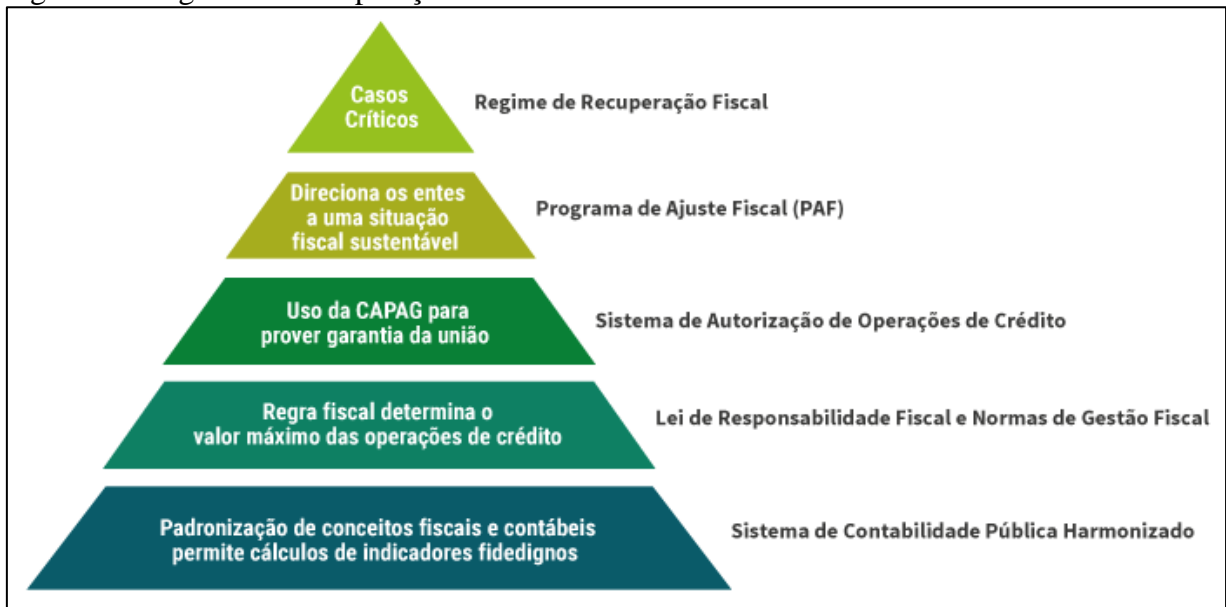 Casos
Críticos
Regime de Recuperação Fiscal
Direciona os entes
a uma situação
fiscal sustentável
Programa de Ajuste Fiscal (PAF)
Uso da CAPAG para
prover garantia da união
Sistema de Autorização de Operações de Crédito
Regra fiscal determina o
valor máximo das operações de crédito
Lei de Responsabilidade Fiscal e Normas de Gestão Fiscal
Padronização de conceitos fiscais e contábeis
permite cálculos de indicadores fidedignos
Sistema de Contabilidade Pública Harmonizado